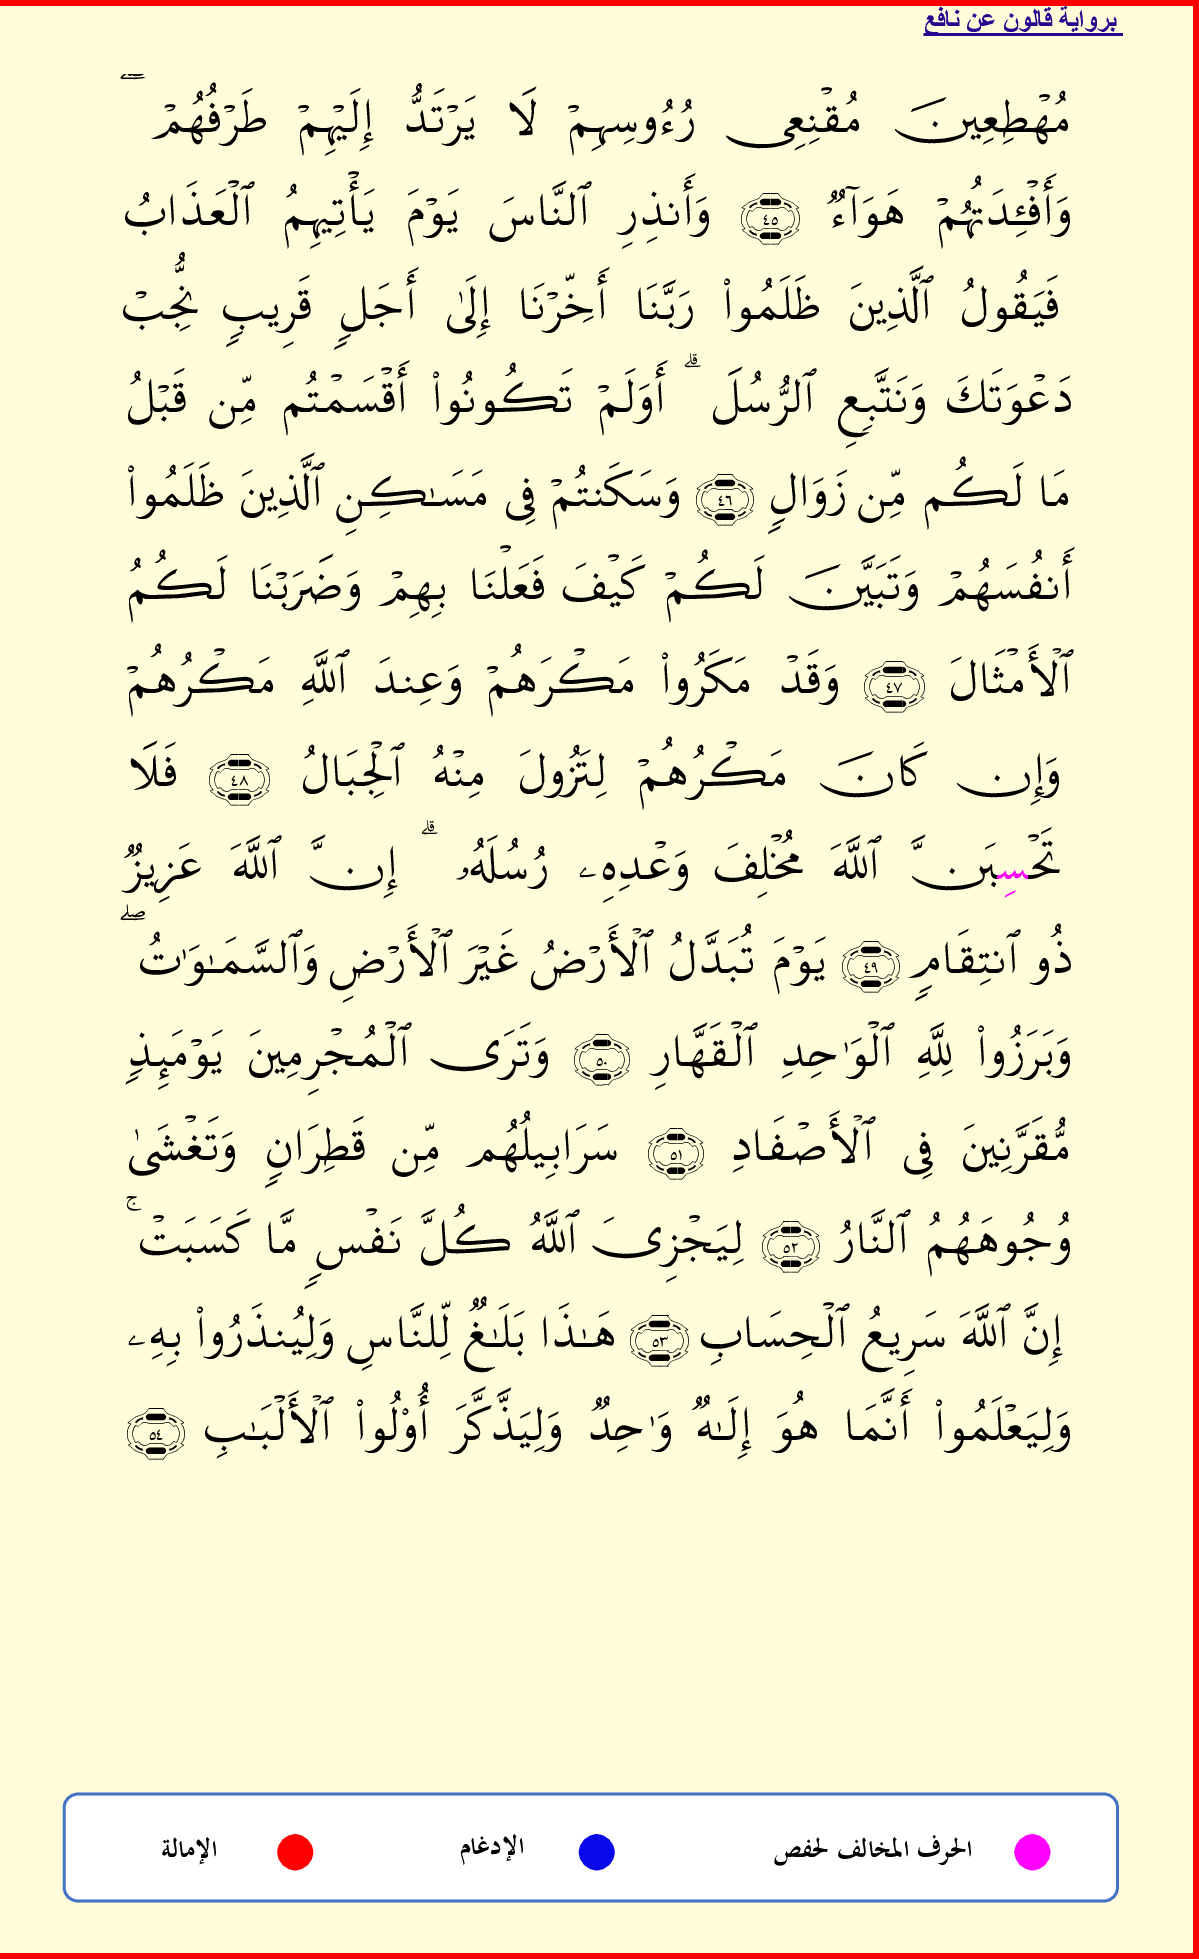 برواية قالون عن نافع
مُهْطِعِينَ مُقْنِعِى رُءُوسِهِمْ لَا يَرْتَدُّ إِلَيْهِمْ طَرْفُهُمْ ۖ
وَأَفْـِٔدَتُهُمْ هَوَآءٌ ٤٥ وَأَنذِرِ ٱلنَّاسَ يَوْمَ يَأْتِيهِمُ ٱلْعَذَابُ
فَيَقُولُ ٱلَّذِينَ ظَلَمُوا۟ رَبَّنَا أَخِّرْنَا إِلَىٰ أَجَلٍ قَرِيبٍ نُّجِبْ
دَعْوَتَكَ وَنَتَّبِعِ ٱلرُّسُلَ ۗ أَوَلَمْ تَكُونُوا۟ أَقْسَمْتُم مِّن قَبْلُ
مَا لَكُم مِّن زَوَالٍ ٤٦ وَسَكَنتُمْ فِى مَسَـٰكِنِ ٱلَّذِينَ ظَلَمُوا۟
أَنفُسَهُمْ وَتَبَيَّنَ لَكُمْ كَيْفَ فَعَلْنَا بِهِمْ وَضَرَبْنَا لَكُمُ
ٱلْأَمْثَالَ ٤٧ وَقَدْ مَكَرُوا۟ مَكْرَهُمْ وَعِندَ ٱللَّهِ مَكْرُهُمْ
وَإِن كَانَ مَكْرُهُمْ لِتَزُولَ مِنْهُ ٱلْجِبَالُ ٤٨ فَلَا
تَحْسِبَنَّ ٱللَّهَ مُخْلِفَ وَعْدِهِۦ رُسُلَهُۥ ۗ إِنَّ ٱللَّهَ عَزِيزٌ
ذُو ٱنتِقَامٍ ٤٩ يَوْمَ تُبَدَّلُ ٱلْأَرْضُ غَيْرَ ٱلْأَرْضِ وَٱلسَّمَـٰوَٰتُ ۖ
وَبَرَزُوا۟ لِلَّهِ ٱلْوَٰحِدِ ٱلْقَهَّارِ ٥٠ وَتَرَى ٱلْمُجْرِمِينَ يَوْمَئِذٍ
مُّقَرَّنِينَ فِى ٱلْأَصْفَادِ ٥١ سَرَابِيلُهُم مِّن قَطِرَانٍ وَتَغْشَىٰ
وُجُوهَهُمُ ٱلنَّارُ ٥٢ لِيَجْزِىَ ٱللَّهُ كُلَّ نَفْسٍ مَّا كَسَبَتْ ۚ
إِنَّ ٱللَّهَ سَرِيعُ ٱلْحِسَابِ ٥٣ هَـٰذَا بَلَـٰغٌ لِّلنَّاسِ وَلِيُنذَرُوا۟ بِهِۦ
وَلِيَعْلَمُوا۟ أَنَّمَا هُوَ إِلَـٰهٌ وَٰحِدٌ وَلِيَذَّكَّرَ أُو۟لُوا۟ ٱلْأَلْبَـٰبِ ٥٤
الحرف المخالف لحفص الإدغام الإمالة